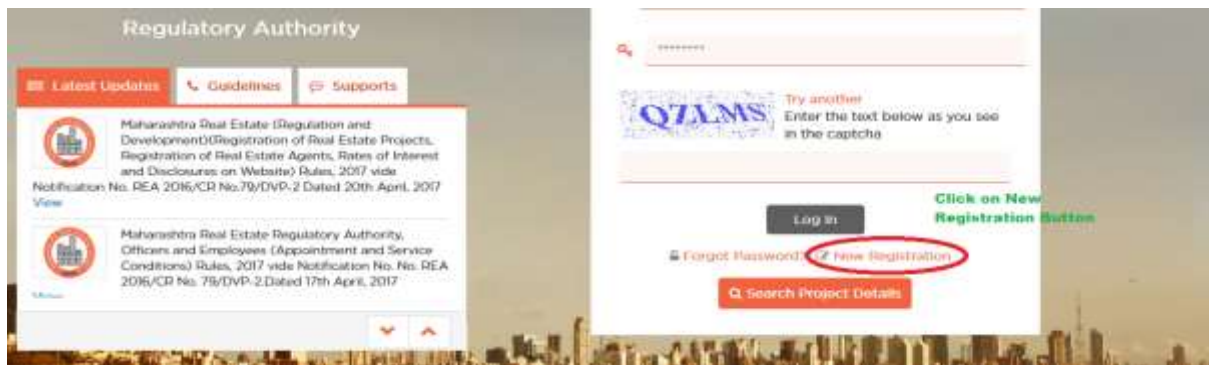 Regulatory Authority
Latest Updates
Guidelines
Supports
Maharashtra Real Estate (Regulation and
Development)(Registration of Real Estate Projects,
Registration of Real Estate Agents, Rates of Interest
and Disclosures on Website) Rules, 2017 vide
Notification No. REA 2016/CR No.79/DVP-2 Dated 20th April, 2017
View
Maharashtra Real Estate Regulatory Authority,
Officers and Employees (Appointment and Service
Conditions) Rules, 2017 vide Notification No. No. REA
2016/CR No. 79/DVP-2.Dated 17th April, 2017
********
QZLMS
Try another
Enter the text below as you see
in the captcha
Click on New
Registration Button
Log In
Forgot Password?
New Registration
Search Project Details